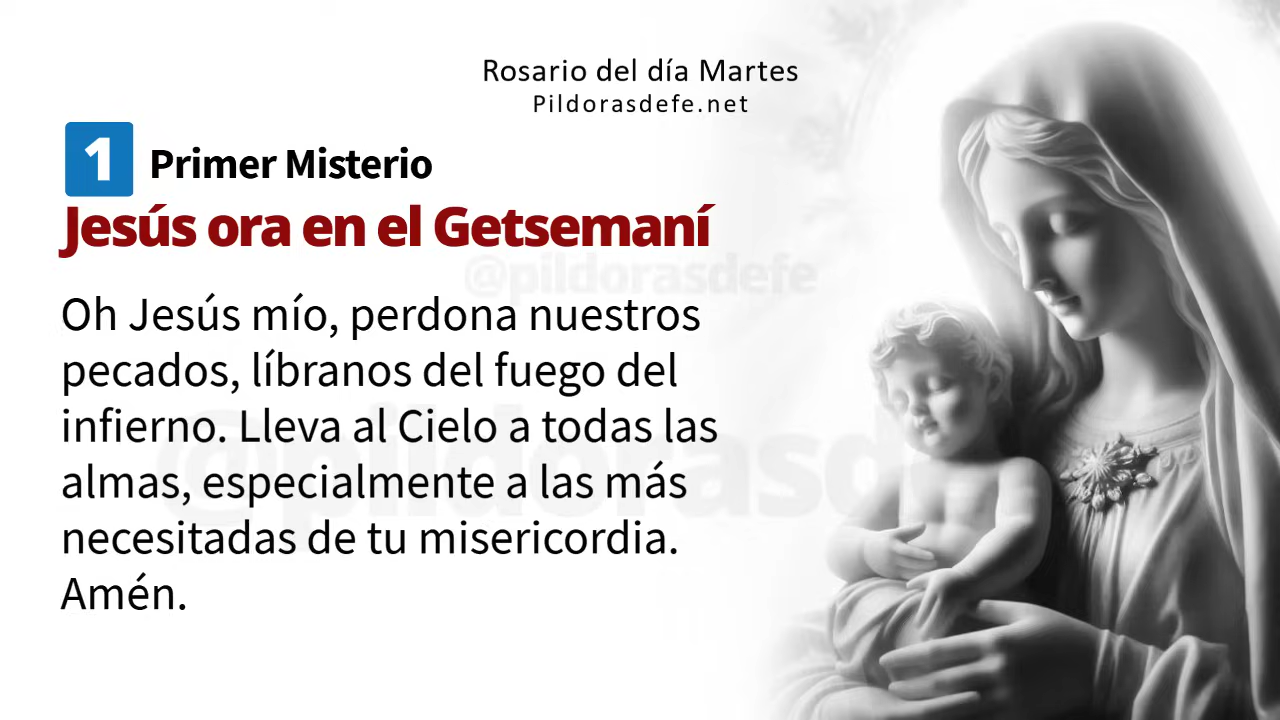 Rosario del día Martes
Pildorasdefe.net
1 Primer Misterio
Jesús ora en el Getsemaní
@pildorasdefe
Oh Jesús mío, perdona nuestros
pecados, líbranos del fuego del
infierno. Lleva al Cielo a todas las
almas, especialmente a las más
necesitadas de tu misericordia.
Amén.
@pildorasdefe